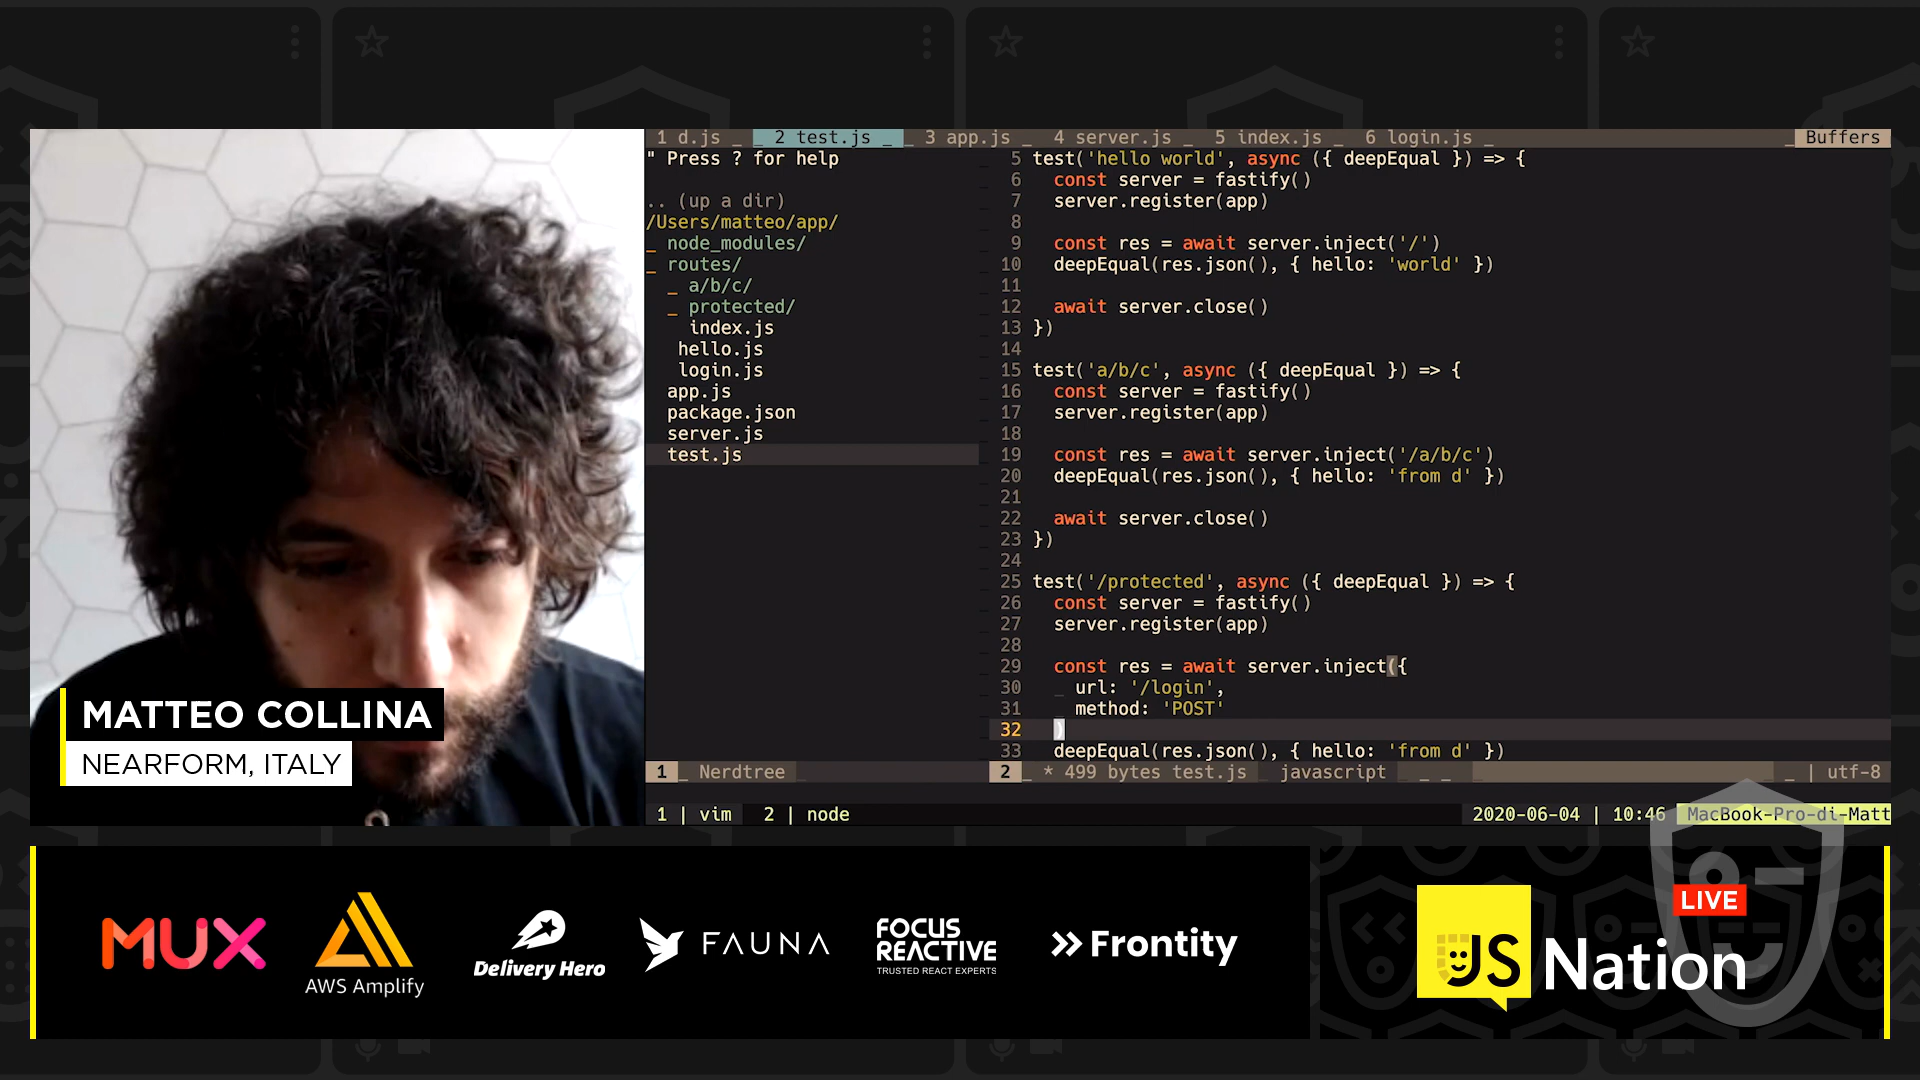 1 d.js _ _ 2 test.js _ 3 app.js _ 4 server.js _ 5 index.js _ 6 login.js _ _ Buffers
" Press ? for help
.. (up a dir)
/Users/matteo/app/
_ node_modules/
_ routes/
_ a/b/c/
_ protected/
index.js
hello.js
login.js
app.js
package.json
server.js
test.js
5 test('hello world', async ({ deepEqual }) => {
6 const server = fastify()
7 server.register(app)
8
9 const res = await server.inject('/')
10 deepEqual(res.json(), { hello: 'world' })
11
12 await server.close()
13 })
14
15 test('a/b/c', async ({ deepEqual }) => {
16 const server = fastify()
17 server.register(app)
18
19 const res = await server.inject('/a/b/c')
20 deepEqual(res.json(), { hello: 'from d' })
21
22 await server.close()
23 })
24
25 test('/protected', async ({ deepEqual }) => {
26 const server = fastify()
27 server.register(app)
28
29 const res = await server.inject({
30 _ url: '/login',
31 method: 'POST'
32 )
33 deepEqual(res.json(), { hello: 'from d' })
1 _ Nerdtree
2 _ * 499 bytes test.js _ javascript _ _ _ | utf-8
1 | vim 2 | node
2020-06-04 | 10:46 MacBook-Pro-di-Matt
MATTEO COLLINA
NEARFORM, ITALY
MUX
AWS Amplify
Delivery Hero
FAUNA
FOCUS
REACTIVE
TRUSTED REACT EXPERTS
Frontity
LIVE
JS Nation